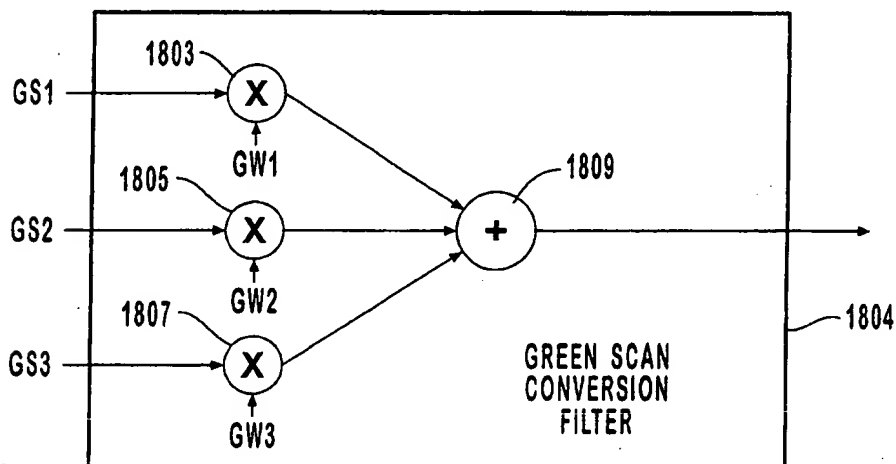 1803
GS1
X
GW1
1805
1809
GS2
X
+
GW2
1807
1804
GS3
X
GREEN SCAN
CONVERSION
FILTER
GW3